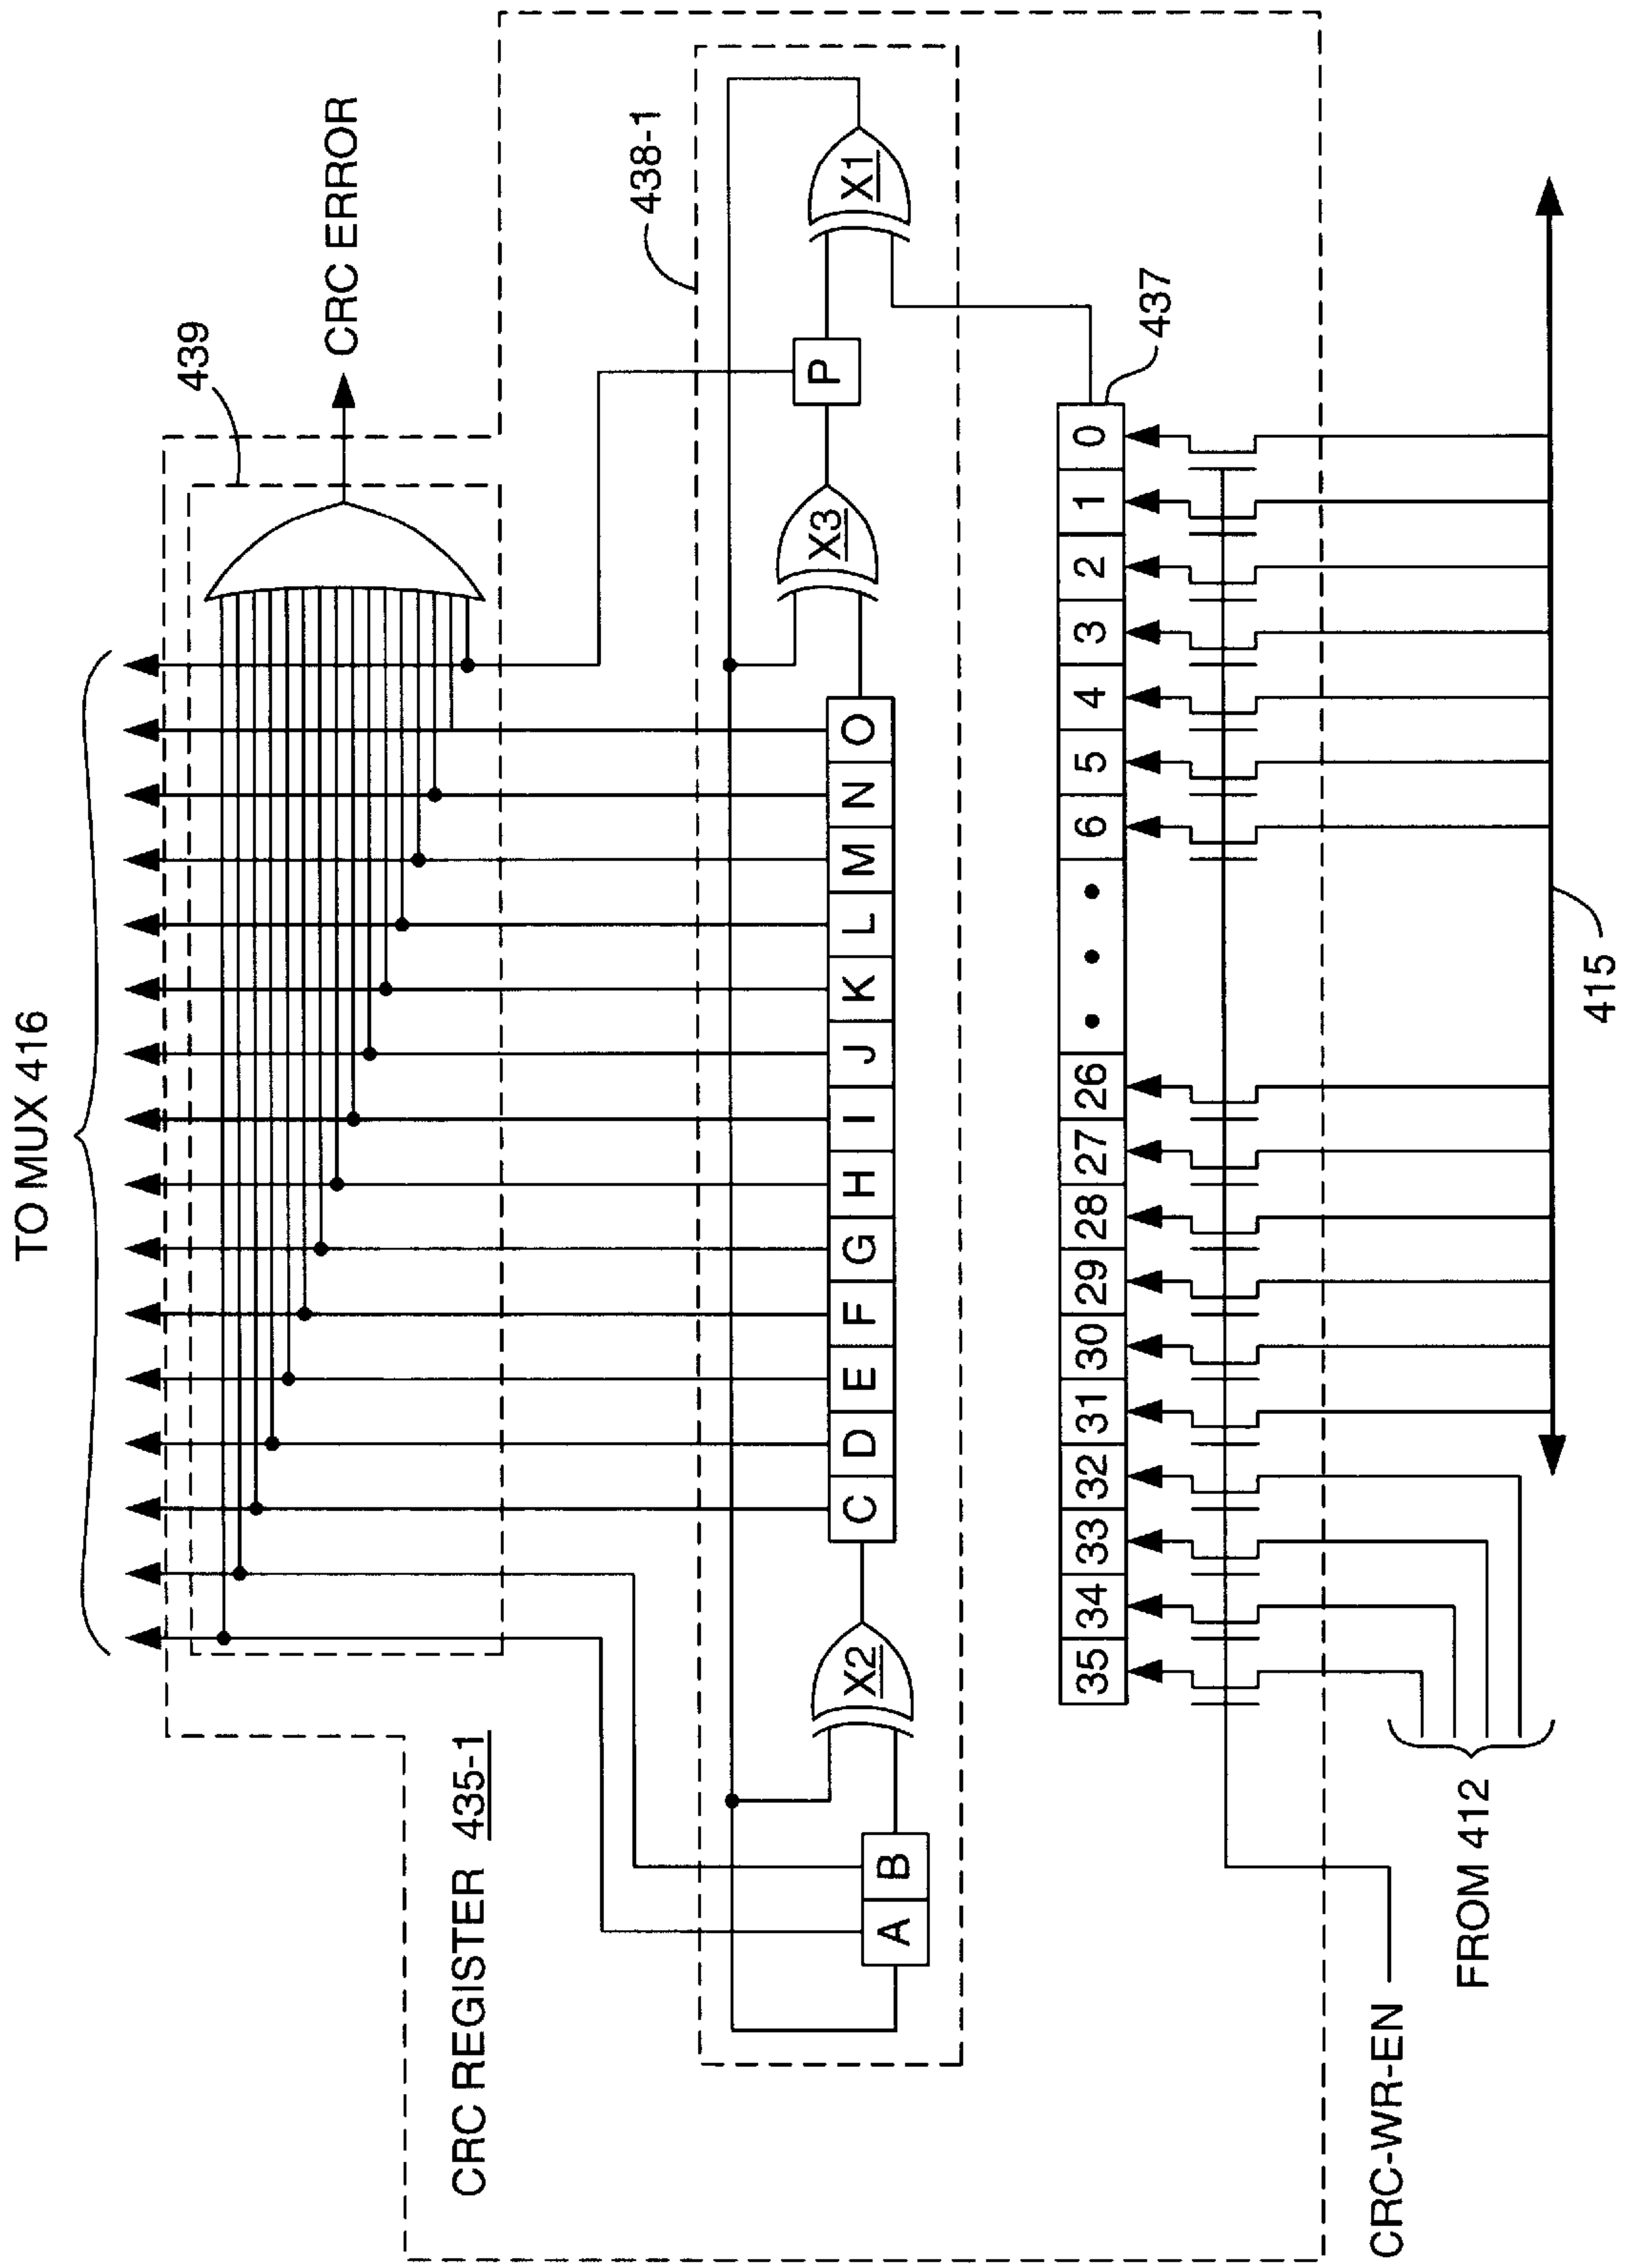 TO MUX 416
439
CRC ERROR
CRC REGISTER 435-1
438-1
A B X2 C D E F G H I J K L M N O X3 P X1
437
35 34 33 32 31 30 29 28 27 26 • • • 6 5 4 3 2 1 0
CRC-WR-EN
FROM 412
415